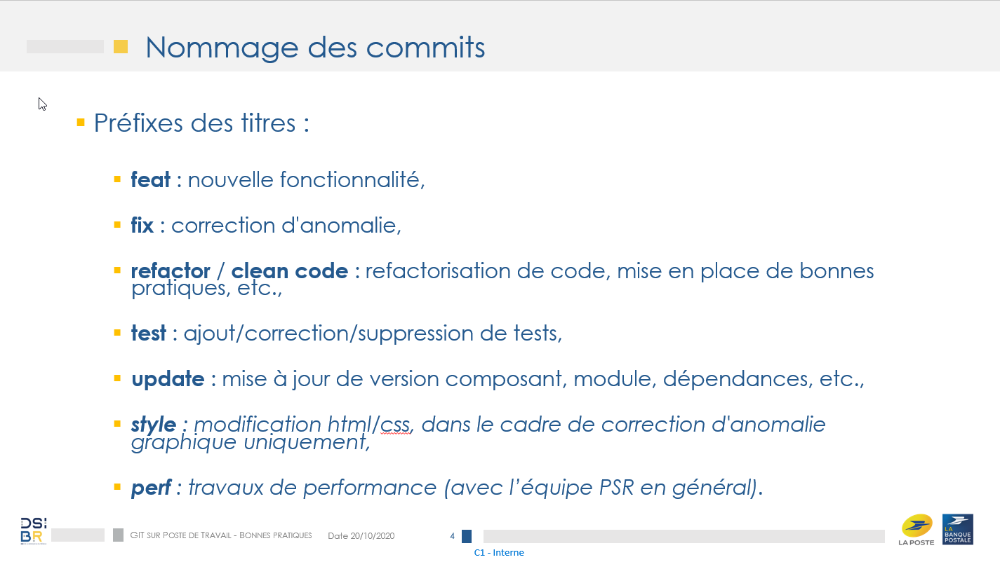 Nommage des commits
Préfixes des titres :
feat : nouvelle fonctionnalité,
fix : correction d'anomalie,
refactor / clean code : refactorisation de code, mise en place de bonnes
pratiques, etc.,
test : ajout/correction/suppression de tests,
update : mise à jour de version composant, module, dépendances, etc.,
style : modification html/css, dans le cadre de correction d'anomalie
graphique uniquement,
perf : travaux de performance (avec l’équipe PSR en général).
DSI
BR
GIT SUR POSTE DE TRAVAIL - BONNES PRATIQUES
Date 20/10/2020
4
LA POSTE
LA
BANQUE
POSTALE
C1 - Interne